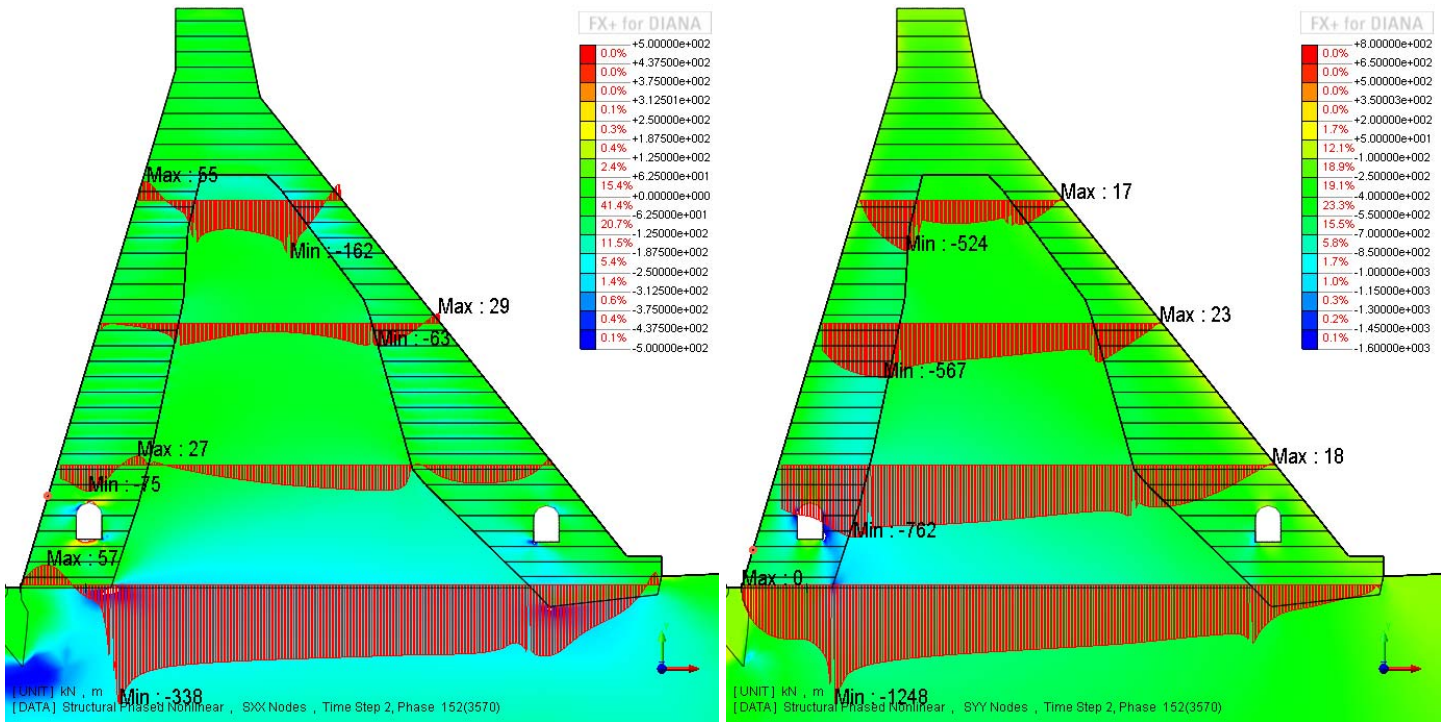 FX+ for DIANA
+5.00000e+002
0.0%
+4.37500e+002
0.0%
+3.75000e+002
0.0%
+3.12501e+002
0.1%
+2.50000e+002
0.3%
+1.87500e+002
0.4%
+1.25000e+002
2.4%
+6.25000e+001
15.4%
+0.00000e+000
41.4%
-6.25000e+001
20.7%
-1.25000e+002
11.5%
-1.87500e+002
5.4%
-2.50000e+002
1.4%
-3.12500e+002
0.6%
-3.75000e+002
0.4%
-4.37500e+002
0.1%
-5.00000e+002
Max : 55
Min : -162
Max : 29
Min : -63
Max : 27
Min : -75
Max : 57
Min : -338
[UNIT] kN , m
[DATA] Structural Phased Nonlinear , SXX Nodes , Time Step 2, Phase 152(3570)
FX+ for DIANA
+8.00000e+002
0.0%
+6.50000e+002
0.0%
+5.00000e+002
0.0%
+3.50003e+002
0.0%
+2.00000e+002
1.7%
+5.00000e+001
12.1%
-1.00000e+002
18.9%
-2.50000e+002
19.1%
-4.00000e+002
23.3%
-5.50000e+002
15.5%
-7.00000e+002
5.8%
-8.50000e+002
1.7%
-1.00000e+003
1.0%
-1.15000e+003
0.3%
-1.30000e+003
0.2%
-1.45000e+003
0.1%
-1.60000e+003
Max : 17
Min : -524
Max : 23
Min : -567
Max : 18
Min : -762
Max : 0
Min : -1248
[UNIT] kN , m
[DATA] Structural Phased Nonlinear , SYY Nodes , Time Step 2, Phase 152(3570)